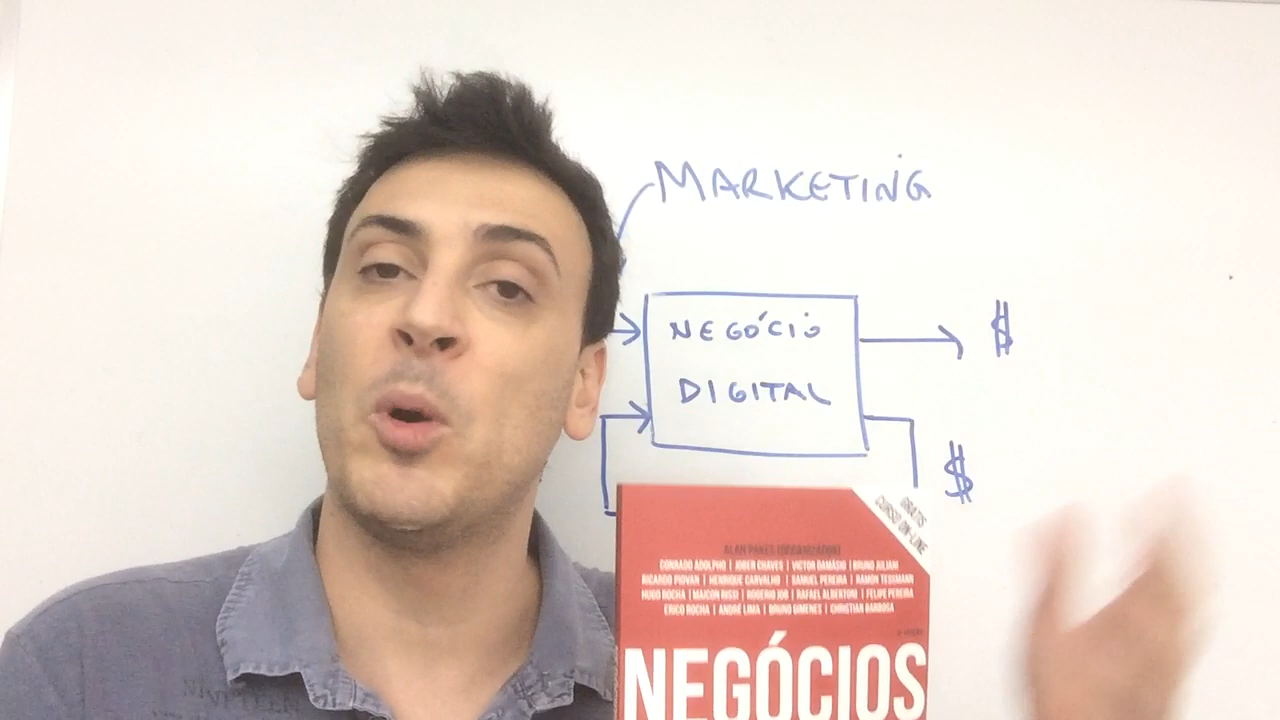 MARKETING
NEGÓCIO
DIGITAL
$
$
GRÁTIS
CURSO ON-LINE
ALAN PAKES (ORGANIZADOR)
CONRADO ADOLPHO | JOBER CHAVES | VICTOR DAMÁSIO | BRUNO JULIANI
RICARDO PIOVAN | HENRIQUE CARVALHO | SAMUEL PEREIRA | RAMON TESSMANN
HUGO ROCHA | MAICON RISSI | ROGERIO JOB | RAFAEL ALBERTONI | FELIPE PEREIRA
ERICO ROCHA | ANDRÉ LIMA | BRUNO GIMENES | CHRISTIAN BARBOSA
NEGÓCIOS